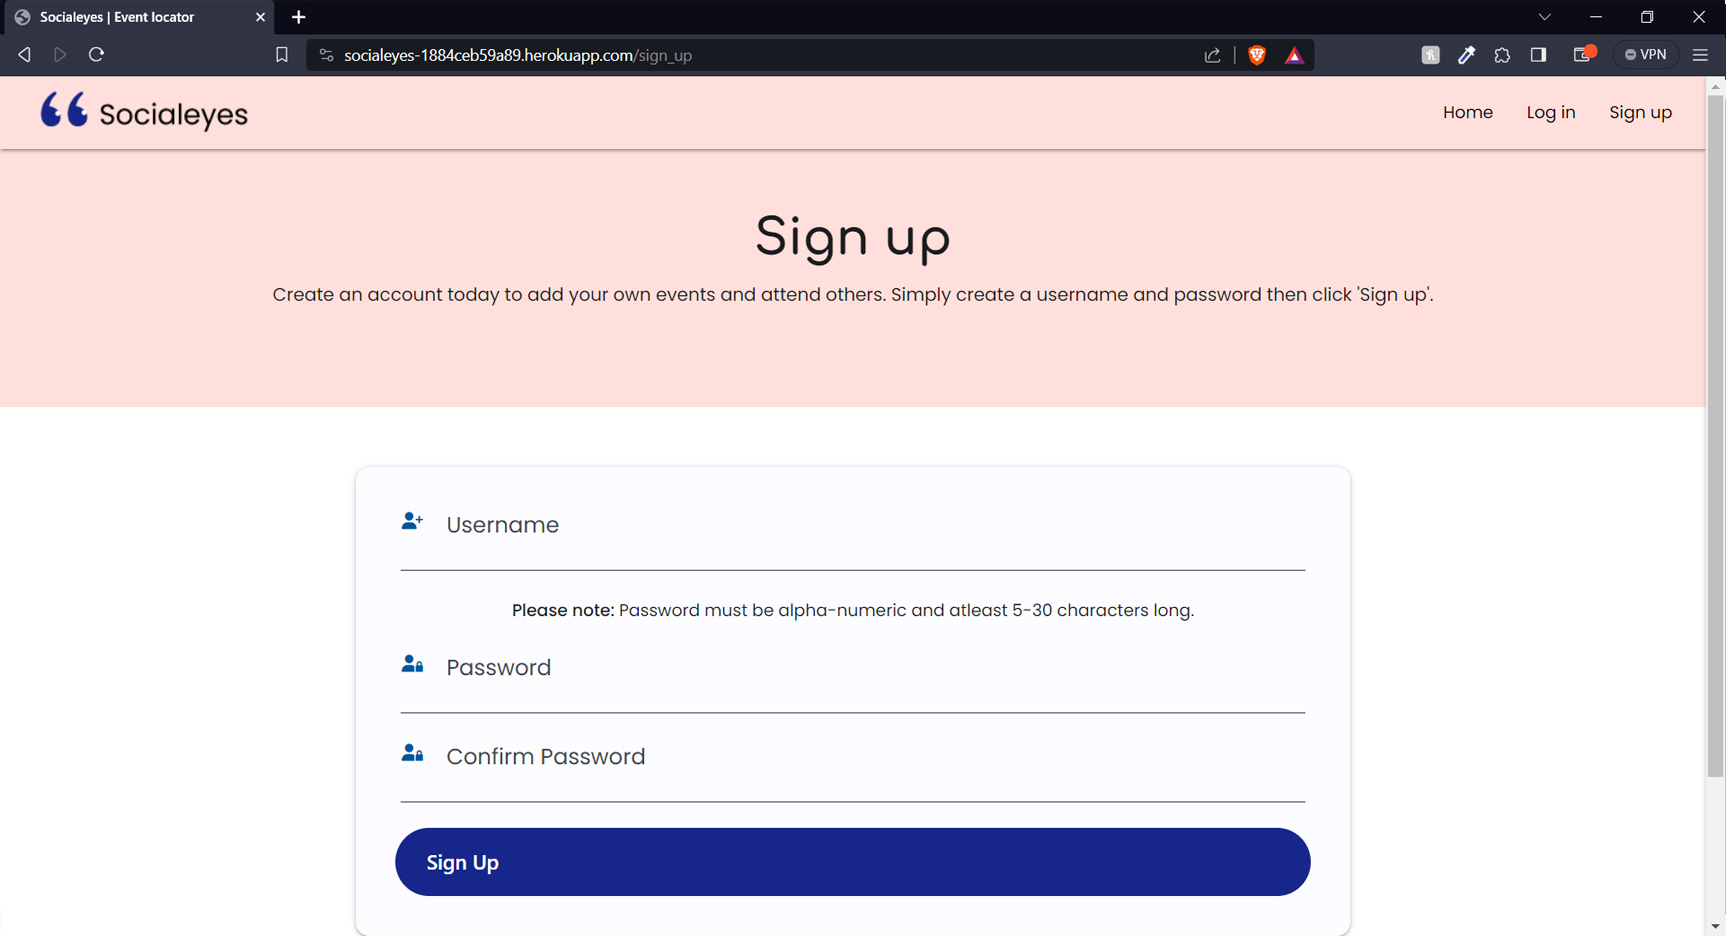 Socialeyes | Event locator
socialeyes-1884ceb59a89.herokuapp.com/sign_up
VPN
Socialeyes
Home Log in Sign up
Sign up
Create an account today to add your own events and attend others. Simply create a username and password then click 'Sign up'.
Username
Please note: Password must be alpha-numeric and atleast 5-30 characters long.
Password
Confirm Password
Sign Up